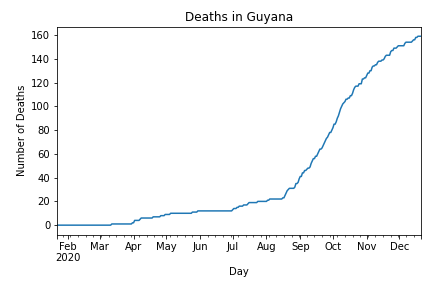 Deaths in Guyana
160
140
120
100
80
60
40
20
0
Number of Deaths
Feb Mar Apr May Jun Jul Aug Sep Oct Nov Dec
2020
Day